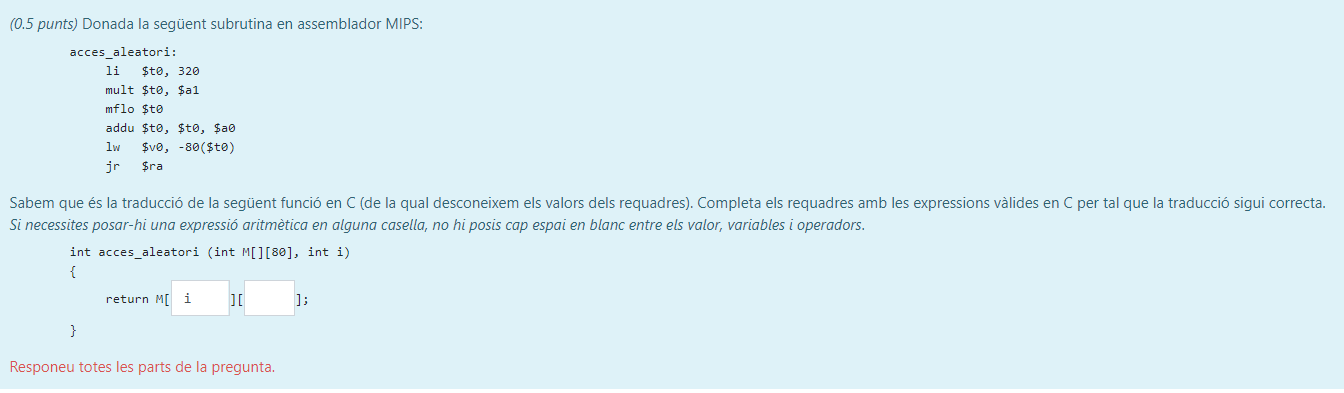 (0.5 punts) Donada la següent subrutina en assemblador MIPS:
acces_aleatori:
li $t0, 320
mult $t0, $a1
mflo $t0
addu $t0, $t0, $a0
lw $v0, -80($t0)
jr $ra
Sabem que és la traducció de la següent funció en C (de la qual desconeixem els valors dels requadres). Completa els requadres amb les expressions vàlides en C per tal que la traducció sigui correcta.
Si necessites posar-hi una expressió aritmètica en alguna casella, no hi posis cap espai en blanc entre els valor, variables i operadors.
int acces_aleatori (int M[][80], int i)
{
return M[ i ][ ];
}
Responeu totes les parts de la pregunta.